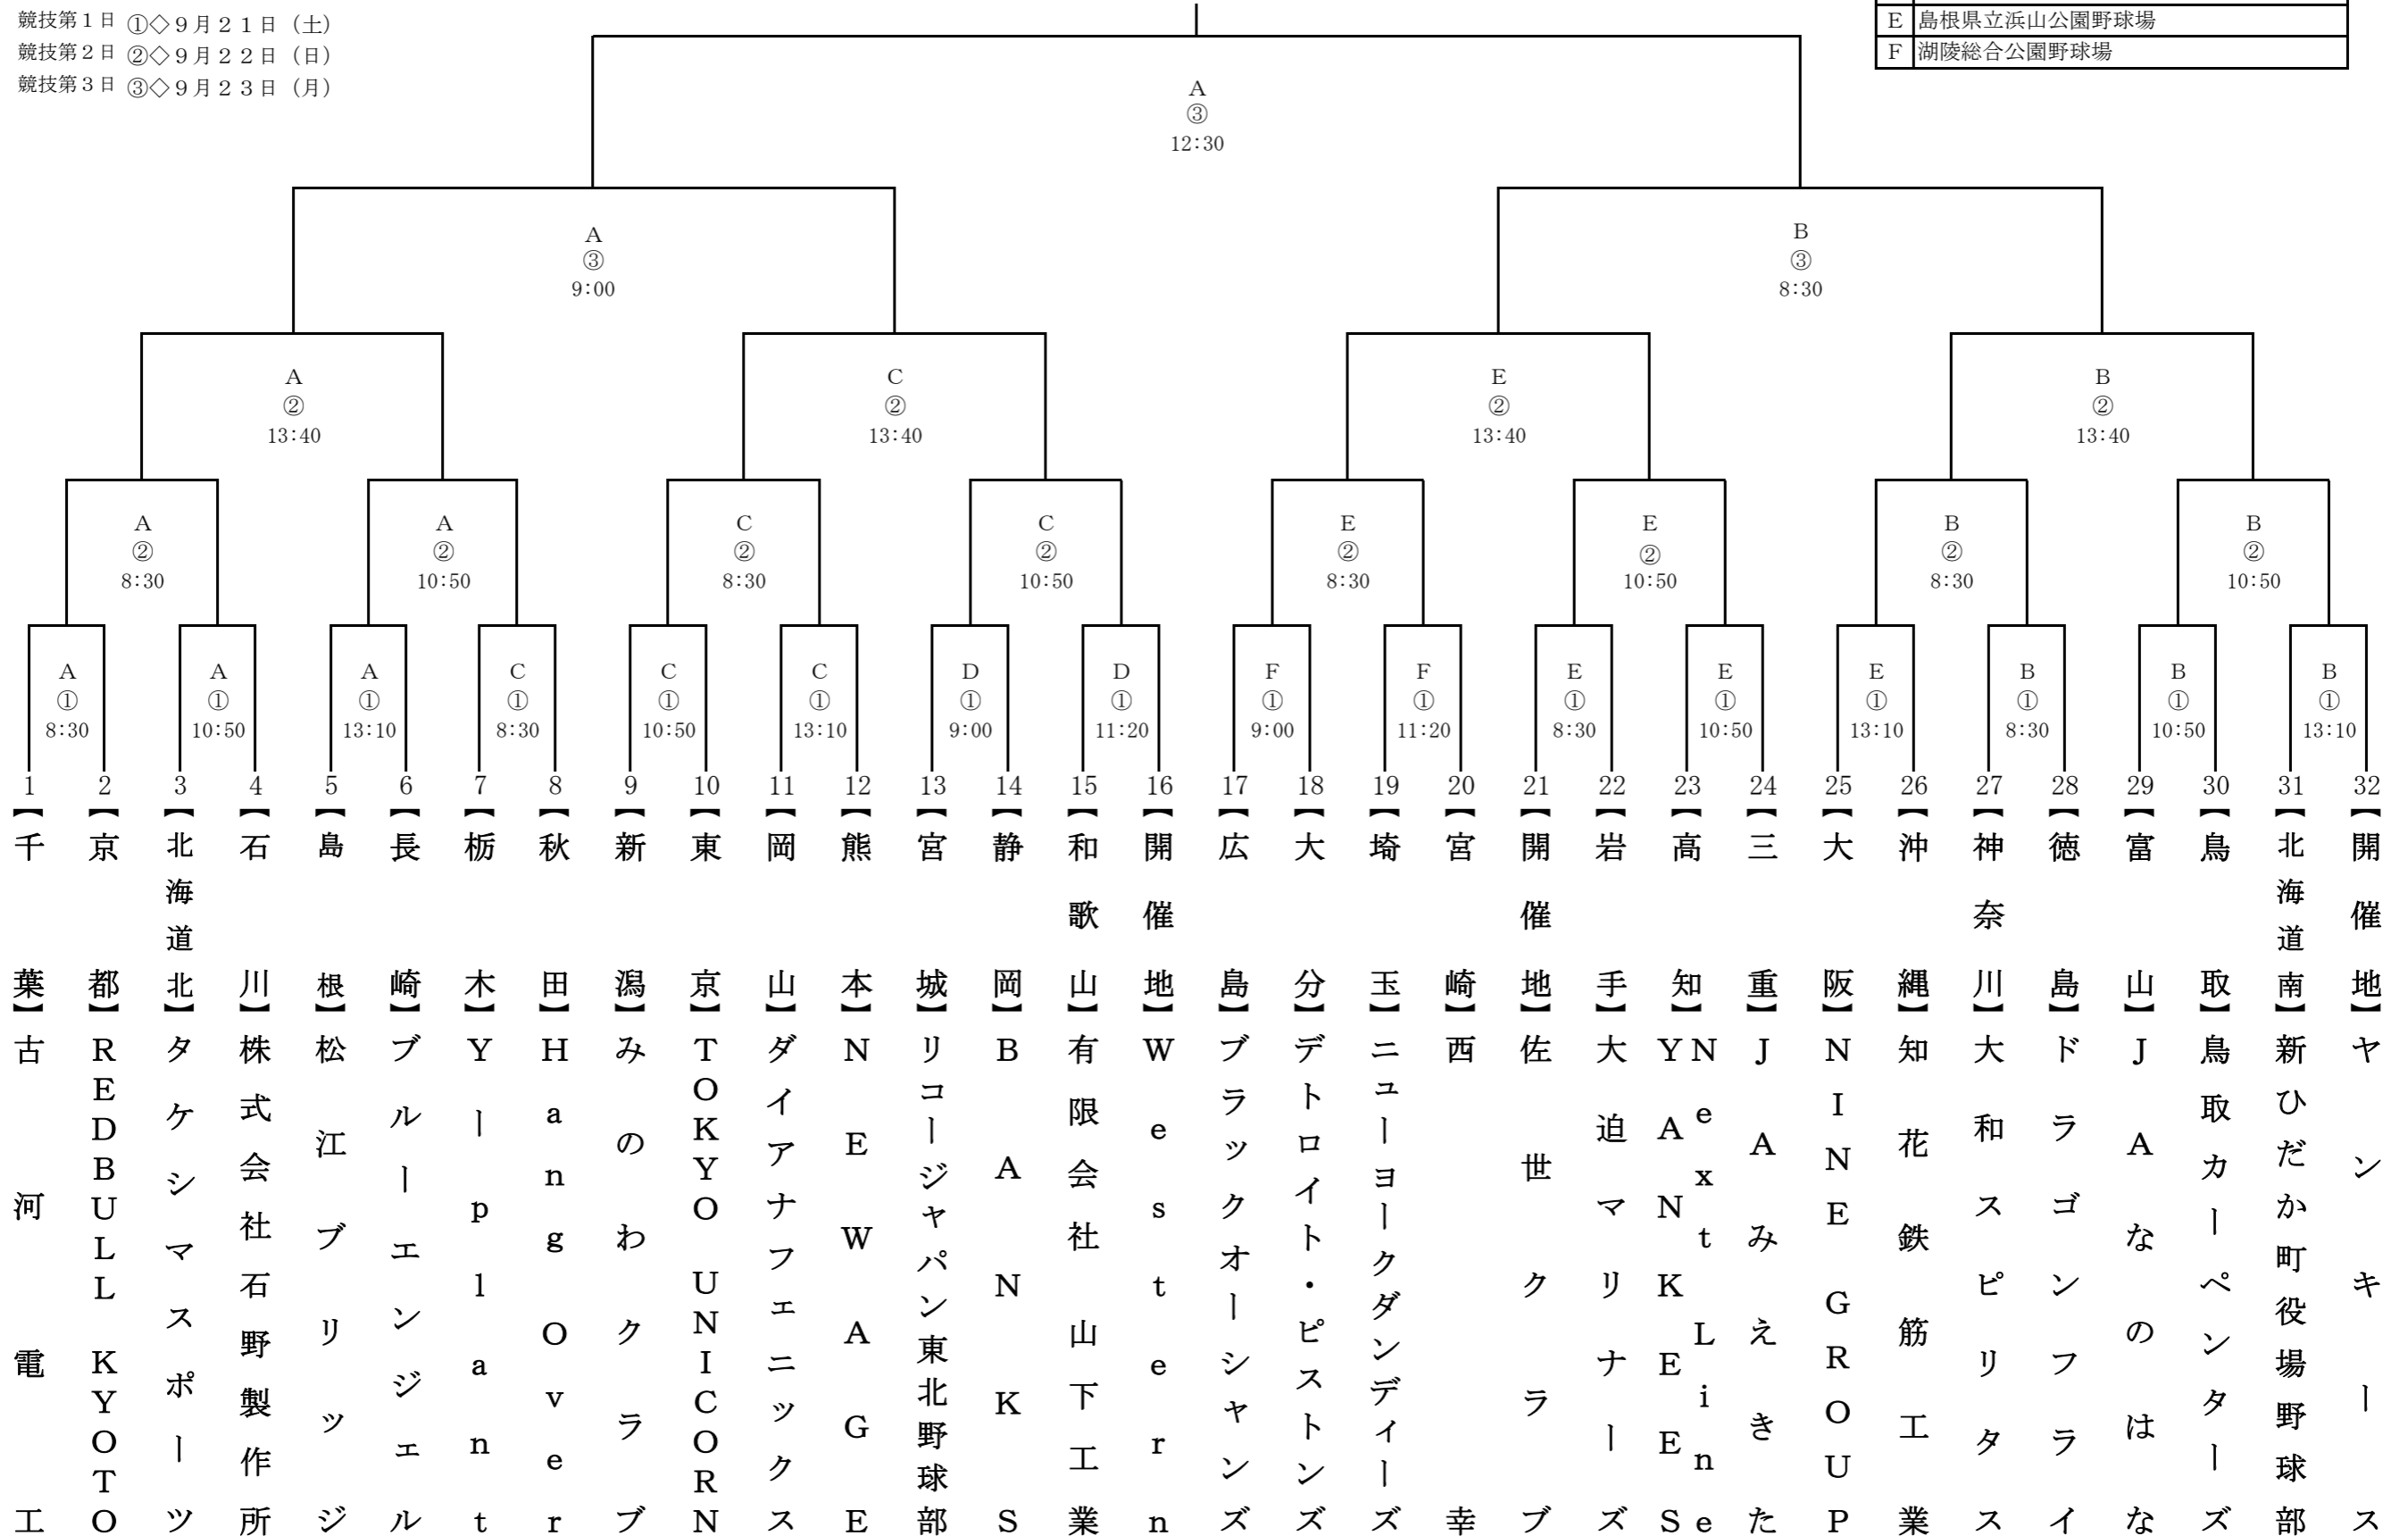 競技第1日 ①◇9月21日（土）
競技第2日 ②◇9月22日（日）
競技第3日 ③◇9月23日（月）
E 島根県立浜山公園野球場
F 湖陵総合公園野球場
A ③ 12:30
A ③ 9:00
B ③ 8:30
A ② 13:40
C ② 13:40
E ② 13:40
B ② 13:40
A ② 8:30
A ② 10:50
C ② 8:30
C ② 10:50
E ② 8:30
E ② 10:50
B ② 8:30
B ② 10:50
A ① 8:30
A ① 10:50
A ① 13:10
C ① 8:30
C ① 10:50
C ① 13:10
D ① 9:00
D ① 11:20
F ① 9:00
F ① 11:20
E ① 8:30
E ① 10:50
E ① 13:10
B ① 8:30
B ① 10:50
B ① 13:10
1 【千葉】古河電工
2 【京都】REDBULL KYOTO
3 【北海道北】タケシマスポーツ
4 【石川】株式会社石野製作所
5 【島根】松江ブリッジ
6 【長崎】ブルーエンジェル
7 【栃木】Yーplant
8 【秋田】Hang Over
9 【新潟】みのわクラブ
10 【東京】TOKYO UNICORN
11 【岡山】ダイアナフェニックス
12 【熊本】NEWAGE
13 【宮城】リコージャパン東北野球部
14 【静岡】BANKS
15 【和歌山】有限会社 山下工業
16 【開催地】Western
17 【広島】ブラックオーシャンズ
18 【大分】デトロイト・ピストンズ
19 【埼玉】ニューヨークダンディーズ
20 【宮崎】西幸
21 【開催地】佐世クラブ
22 【岩手】大迫マリナーズ
23 【高知】Next Line YANKEES
24 【三重】JAみえきた
25 【大阪】NINE GROUP
26 【沖縄】知花鉄筋工業
27 【神奈川】大和スピリタス
28 【徳島】ドラゴンフライ
29 【富山】JAなのはな
30 【鳥取】鳥取カーペンターズ
31 【北海道南】新ひだか町役場野球部
32 【開催地】ヤンキース